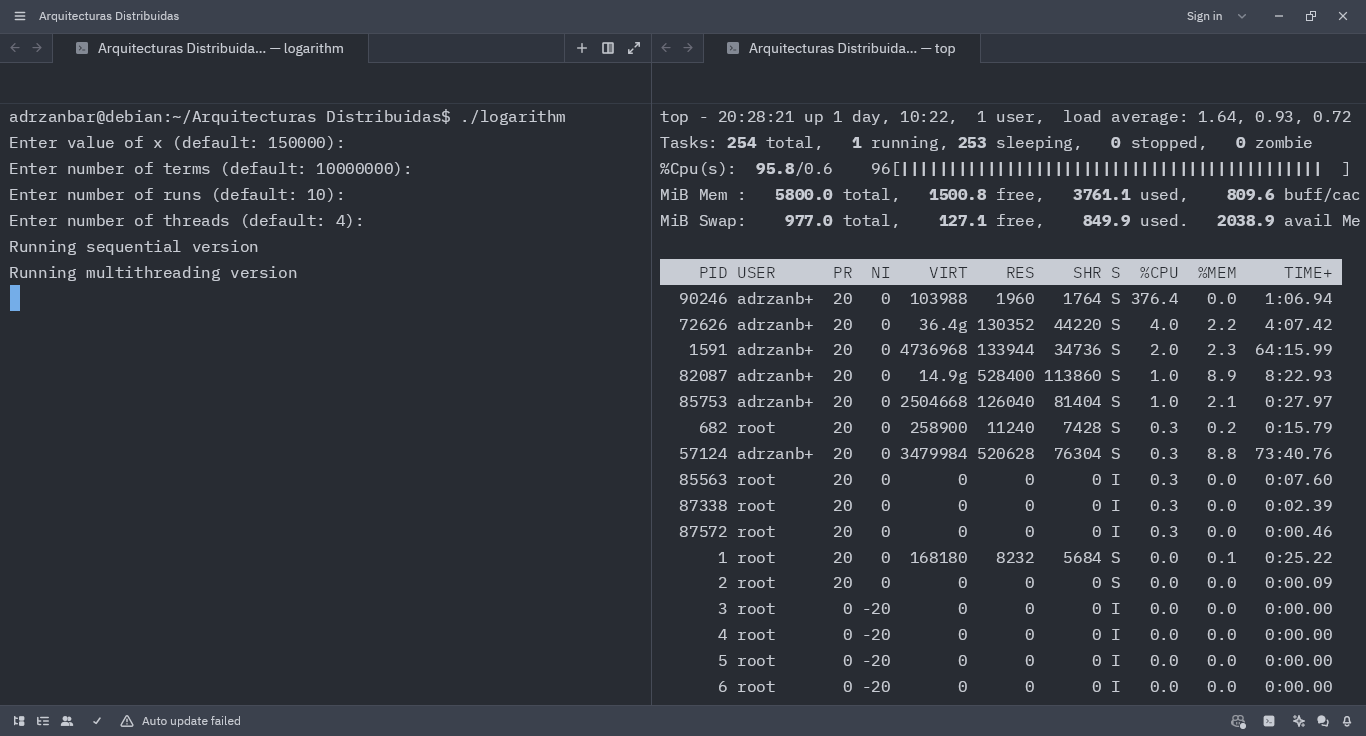 Arquitecturas Distribuidas
Sign in
Arquitecturas Distribuida... — logarithm
Arquitecturas Distribuida... — top
adrzanbar@debian:~/Arquitecturas Distribuidas$ ./logarithm
Enter value of x (default: 150000):
Enter number of terms (default: 10000000):
Enter number of runs (default: 10):
Enter number of threads (default: 4):
Running sequential version
Running multithreading version
top - 20:28:21 up 1 day, 10:22,  1 user,  load average: 1.64, 0.93, 0.72
Tasks: 254 total,   1 running, 253 sleeping,   0 stopped,   0 zombie
%Cpu(s):  95.8/0.6    96[||||||||||||||||||||||||||||||||||||||||||||  ]
MiB Mem :   5800.0 total,   1500.8 free,   3761.1 used,    809.6 buff/cac
MiB Swap:    977.0 total,    127.1 free,    849.9 used.   2038.9 avail Me
PID USER      PR  NI    VIRT    RES    SHR S  %CPU  %MEM     TIME+
90246 adrzanb+  20   0  103988   1960   1764 S 376.4   0.0   1:06.94
72626 adrzanb+  20   0   36.4g 130352  44220 S   4.0   2.2   4:07.42
1591 adrzanb+  20   0 4736968 133944  34736 S   2.0   2.3  64:15.99
82087 adrzanb+  20   0   14.9g 528400 113860 S   1.0   8.9   8:22.93
85753 adrzanb+  20   0 2504668 126040  81404 S   1.0   2.1   0:27.97
682 root      20   0  258900  11240   7428 S   0.3   0.2   0:15.79
57124 adrzanb+  20   0 3479984 520628  76304 S   0.3   8.8  73:40.76
85563 root      20   0       0      0      0 I   0.3   0.0   0:07.60
87338 root      20   0       0      0      0 I   0.3   0.0   0:02.39
87572 root      20   0       0      0      0 I   0.3   0.0   0:00.46
1 root      20   0  168180   8232   5684 S   0.0   0.1   0:25.22
2 root      20   0       0      0      0 S   0.0   0.0   0:00.09
3 root       0 -20       0      0      0 I   0.0   0.0   0:00.00
4 root       0 -20       0      0      0 I   0.0   0.0   0:00.00
5 root       0 -20       0      0      0 I   0.0   0.0   0:00.00
6 root       0 -20       0      0      0 I   0.0   0.0   0:00.00
Auto update failed